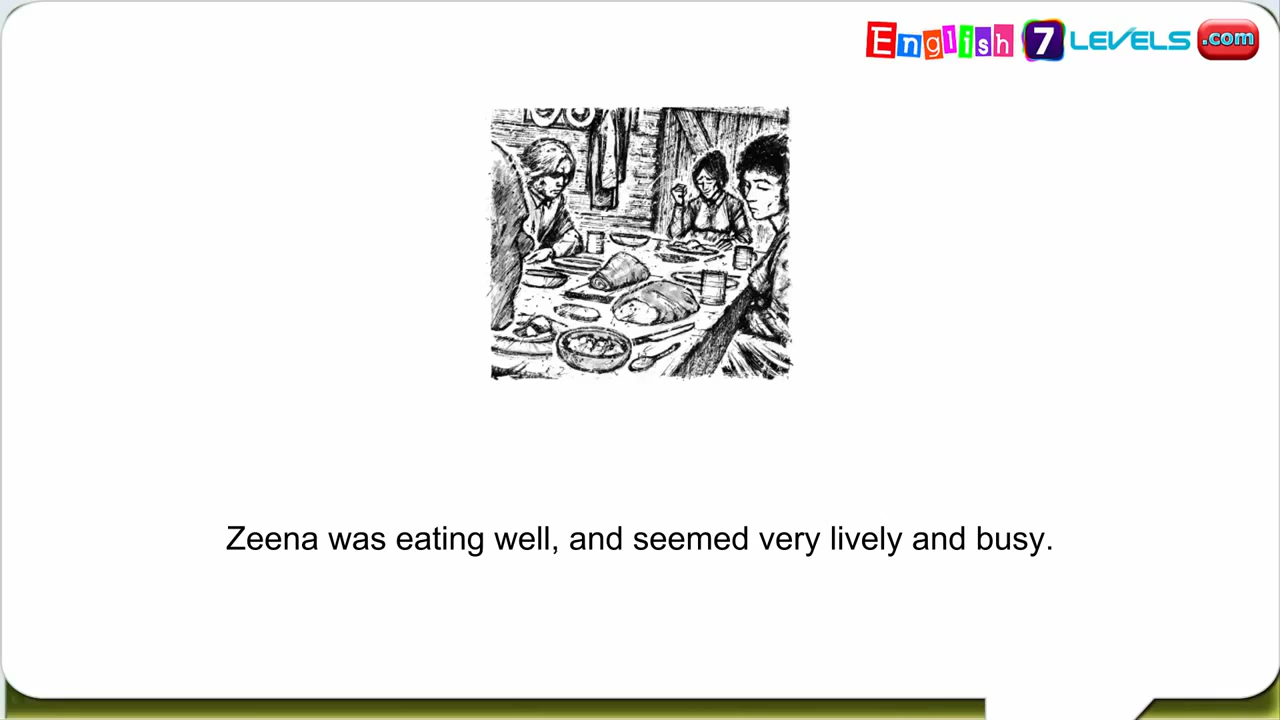 English 7 LEVELS .com
Zeena was eating well, and seemed very lively and busy.